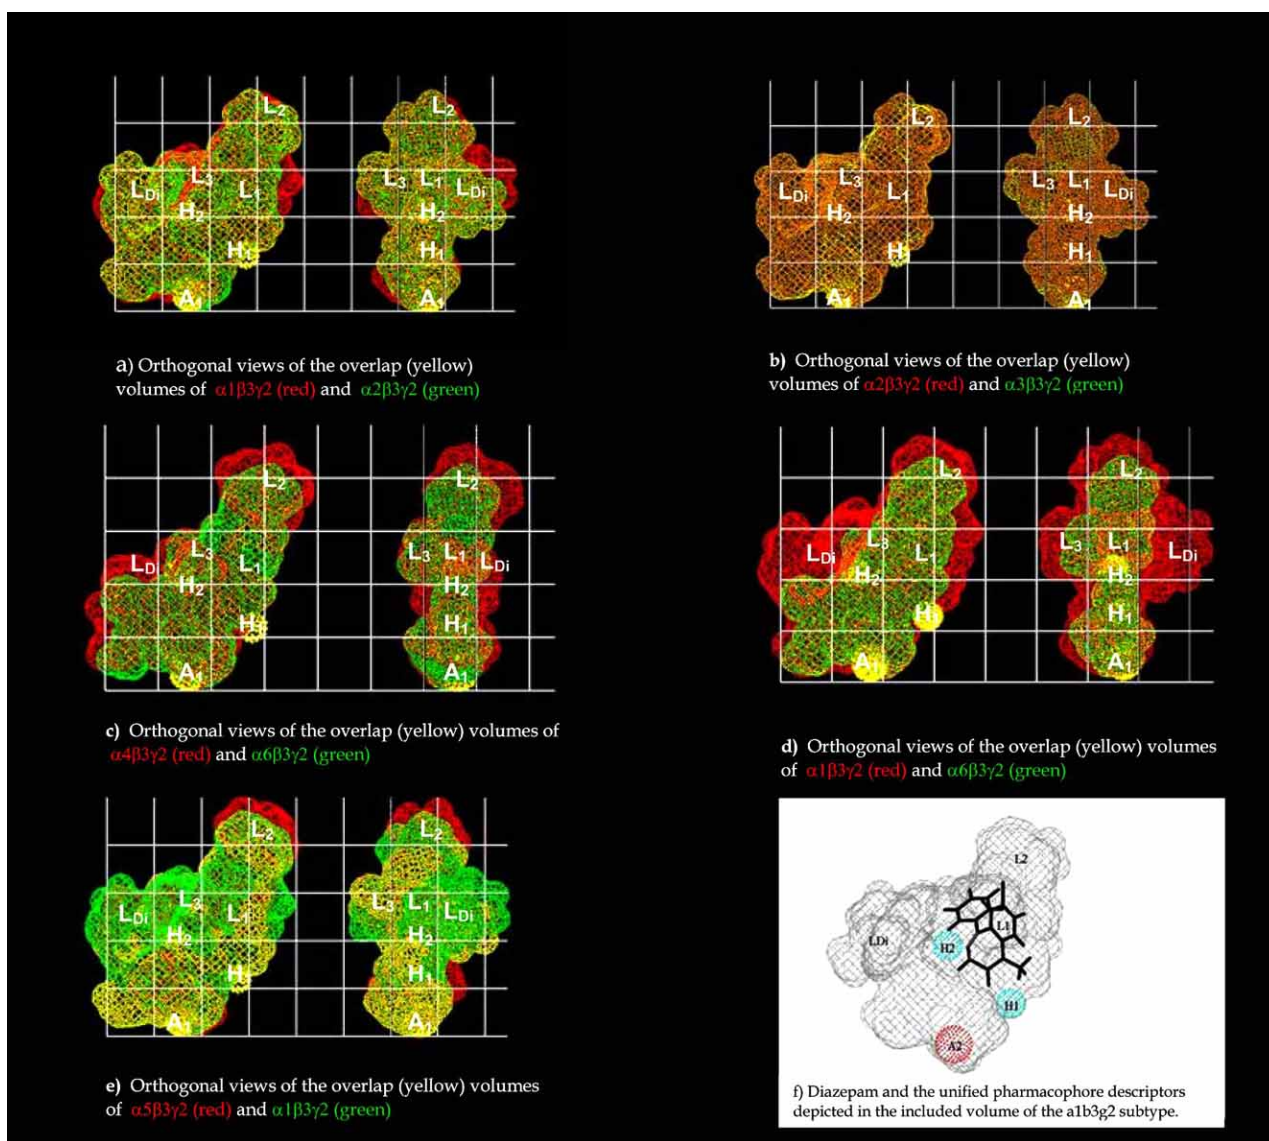 L2
L2
L3
L1
LDi
L3
L1
LDi
H2
H2
H1
H1
A1
A1
a) Orthogonal views of the overlap (yellow)
volumes of α1β3γ2 (red) and α2β3γ2 (green)
L2
L2
L3
L1
LDi
L3
L1
LDi
H2
H2
H
H1
A1
A1
b) Orthogonal views of the overlap (yellow)
volumes of α2β3γ2 (red) and α3β3γ2 (green)
L2
L2
L3
L1
LDi
L3
L1
LDi
H2
H2
H1
H1
A1
A1
c) Orthogonal views of the overlap (yellow) volumes of
α4β3γ2 (red) and α6β3γ2 (green)
L2
L2
L3
L1
LDi
L3
L1
LDi
H2
H2
H1
H1
A1
A1
d) Orthogonal views of the overlap (yellow) volumes
of α1β3γ2 (red) and α6β3γ2 (green)
L2
L2
L3
L1
LDi
L3
L1
LDi
H2
H2
H1
H1
A1
A1
e) Orthogonal views of the overlap (yellow) volumes
of α5β3γ2 (red) and α1β3γ2 (green)
L2
L1
LDi
H2
H1
A2
f) Diazepam and the unified pharmacophore descriptors
depicted in the included volume of the a1b3g2 subtype.